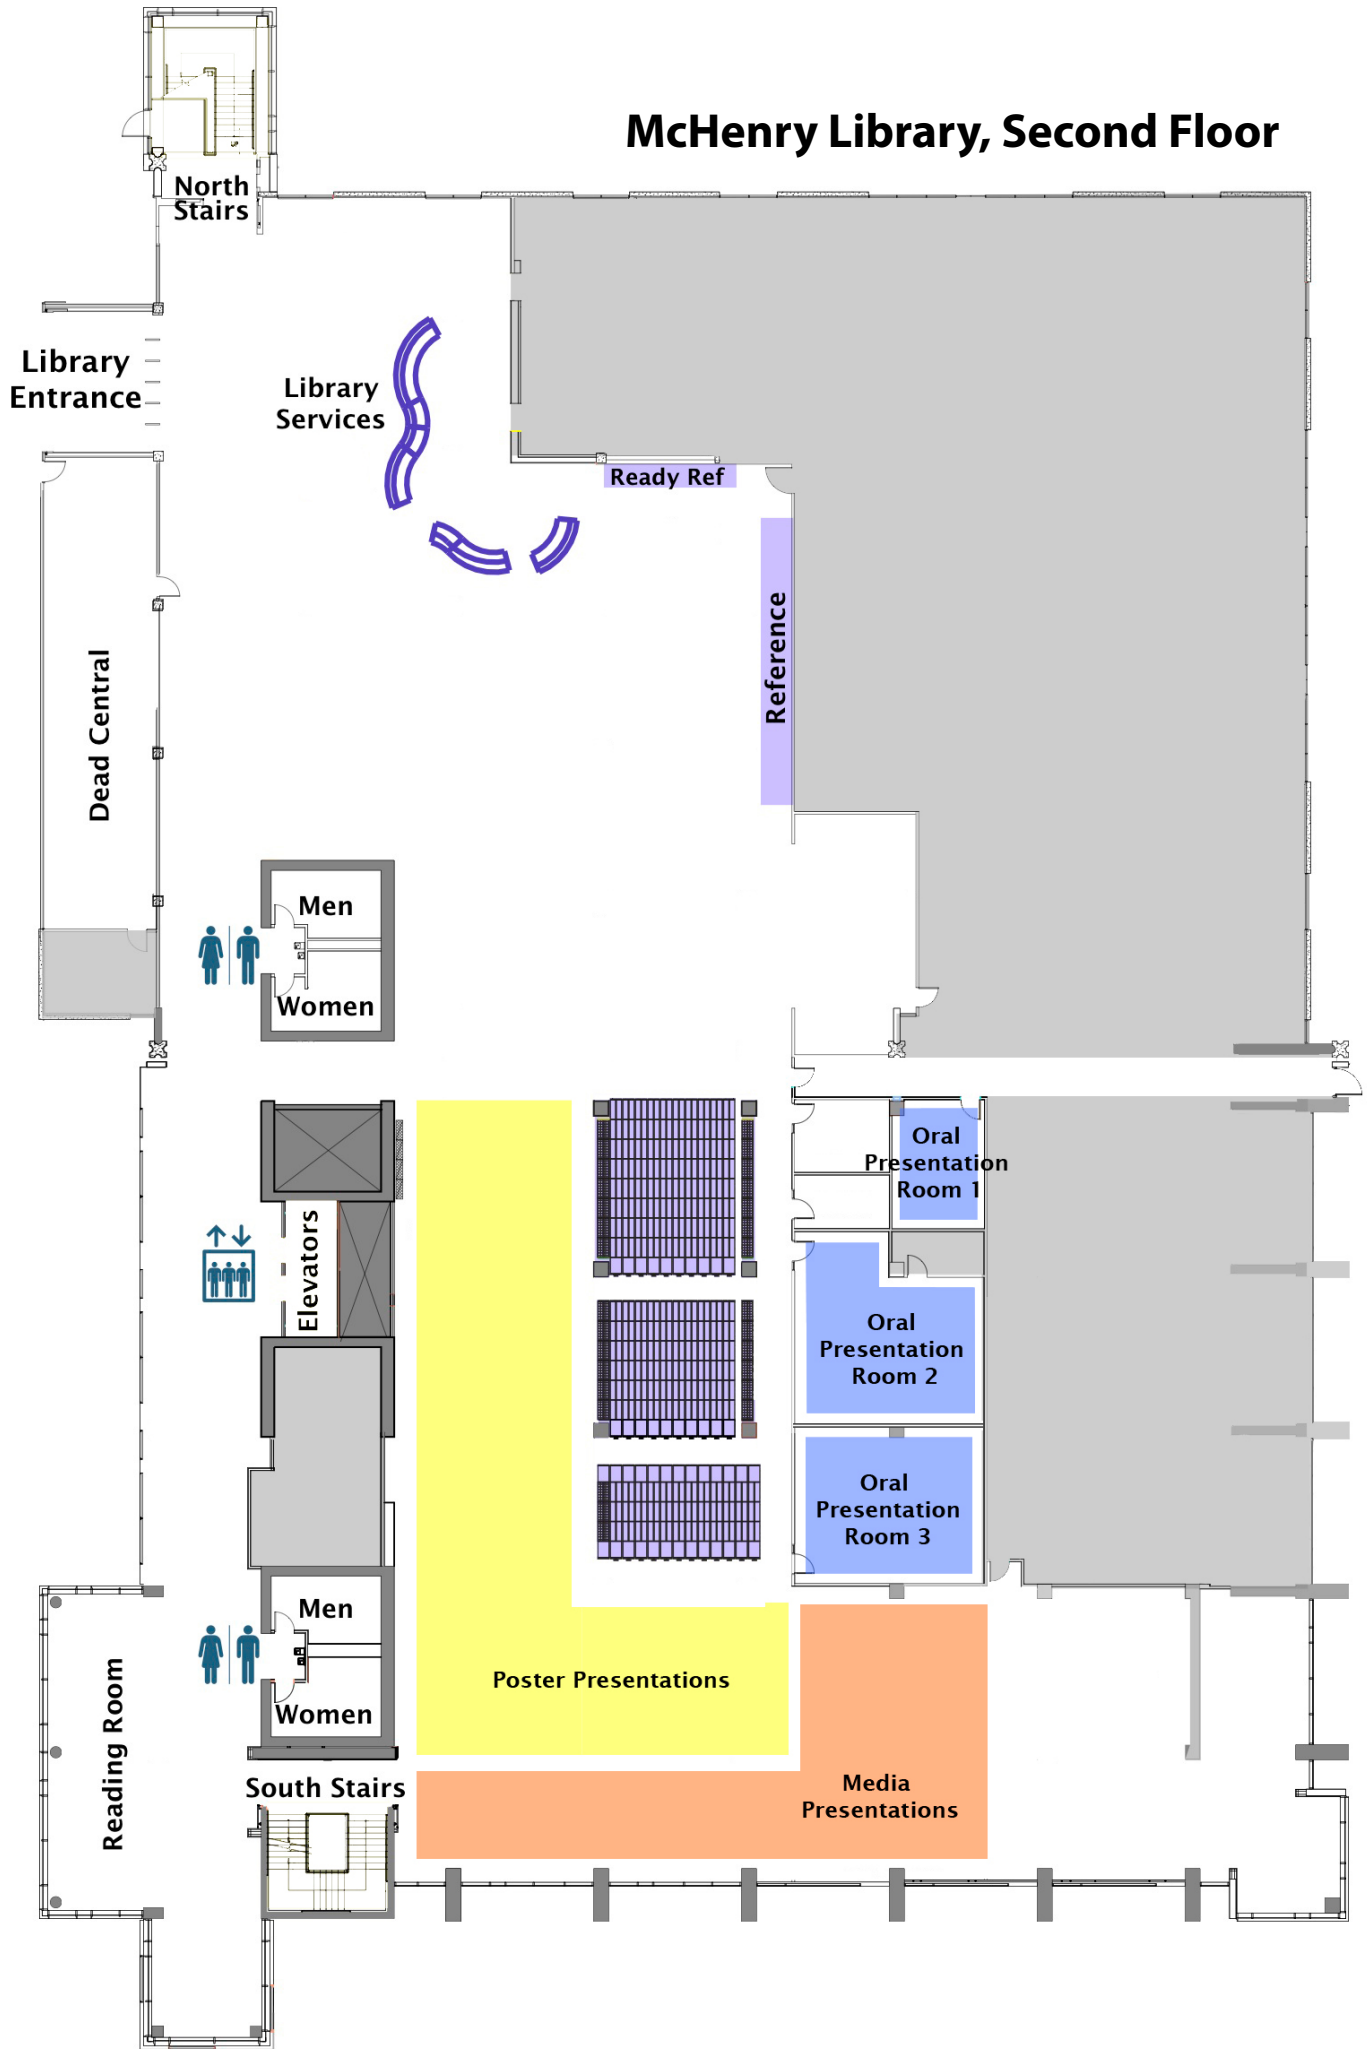 McHenry Library, Second Floor
North
Stairs
Library
Entrance
Library
Services
Ready Ref
Reference
Dead Central
Men
Women
Elevators
Oral
Presentation
Room 1
Oral
Presentation
Room 2
Oral
Presentation
Room 3
Men
Women
Poster Presentations
Reading Room
South Stairs
Media
Presentations